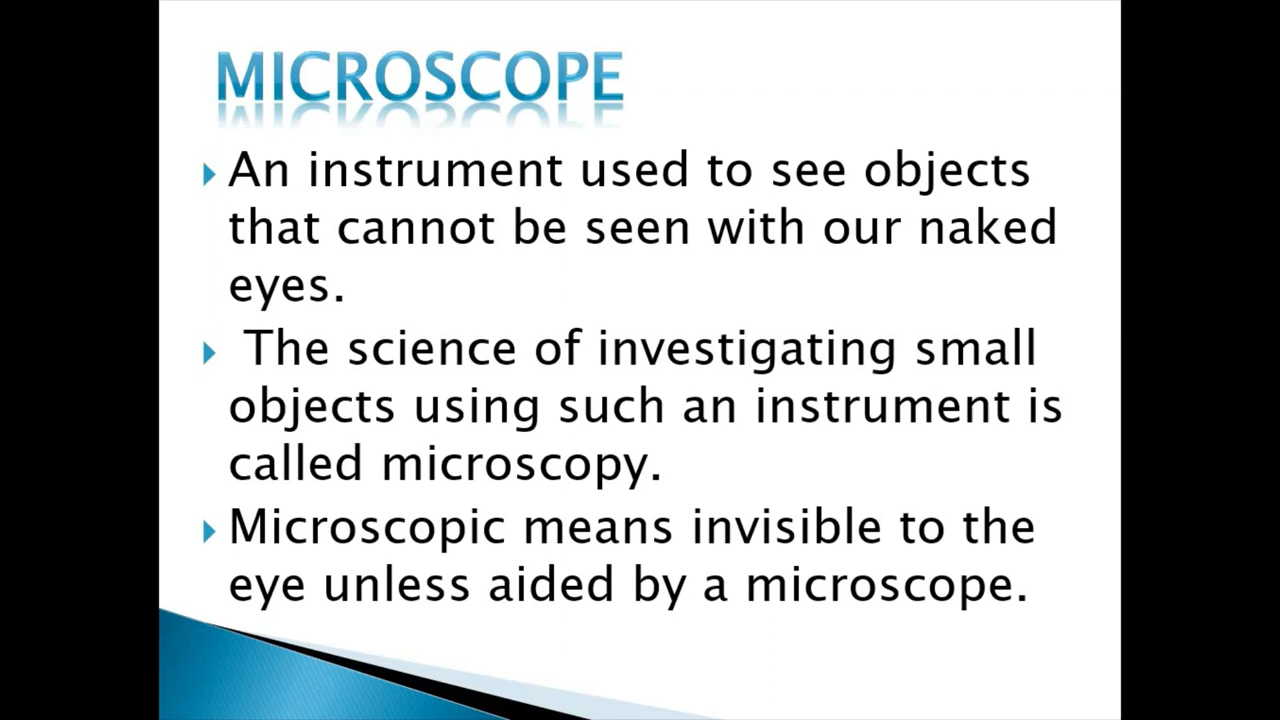 MICROSCOPE
An instrument used to see objects
that cannot be seen with our naked
eyes.
The science of investigating small
objects using such an instrument is
called microscopy.
Microscopic means invisible to the
eye unless aided by a microscope.